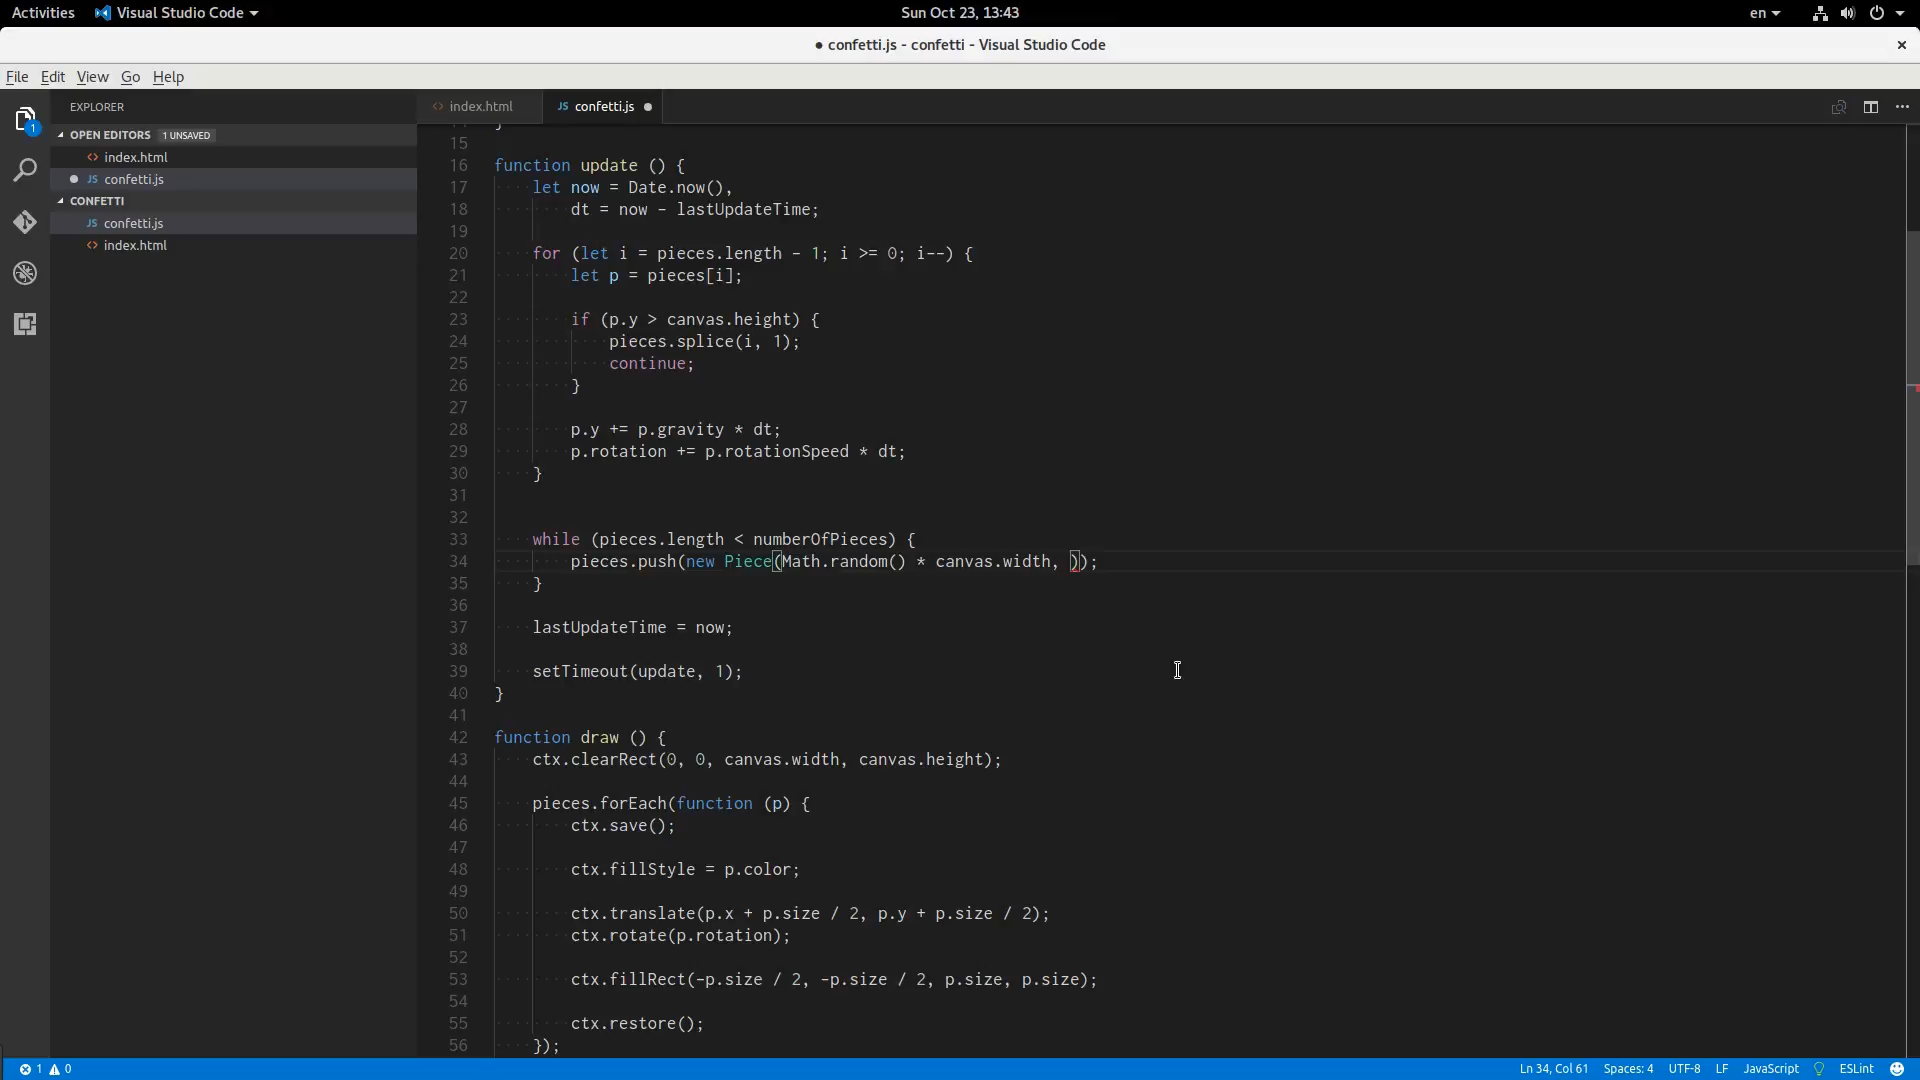 Activities Visual Studio Code Sun Oct 23, 13:43 en
● confetti.js - confetti - Visual Studio Code
File Edit View Go Help
EXPLORER
OPEN EDITORS 1 UNSAVED
index.html
JS confetti.js
CONFETTI
JS confetti.js
index.html
1
index.html JS confetti.js
15
16 function update () {
17 let now = Date.now(),
18 dt = now - lastUpdateTime;
19
20 for (let i = pieces.length - 1; i >= 0; i--) {
21 let p = pieces[i];
22
23 if (p.y > canvas.height) {
24 pieces.splice(i, 1);
25 continue;
26 }
27
28 p.y += p.gravity * dt;
29 p.rotation += p.rotationSpeed * dt;
30 }
31
32
33 while (pieces.length < numberOfPieces) {
34 pieces.push(new Piece(Math.random() * canvas.width, ));
35 }
36
37 lastUpdateTime = now;
38
39 setTimeout(update, 1);
40 }
41
42 function draw () {
43 ctx.clearRect(0, 0, canvas.width, canvas.height);
44
45 pieces.forEach(function (p) {
46 ctx.save();
47
48 ctx.fillStyle = p.color;
49
50 ctx.translate(p.x + p.size / 2, p.y + p.size / 2);
51 ctx.rotate(p.rotation);
52
53 ctx.fillRect(-p.size / 2, -p.size / 2, p.size, p.size);
54
55 ctx.restore();
56 });
1 0 Ln 34, Col 61 Spaces: 4 UTF-8 LF JavaScript ESLint